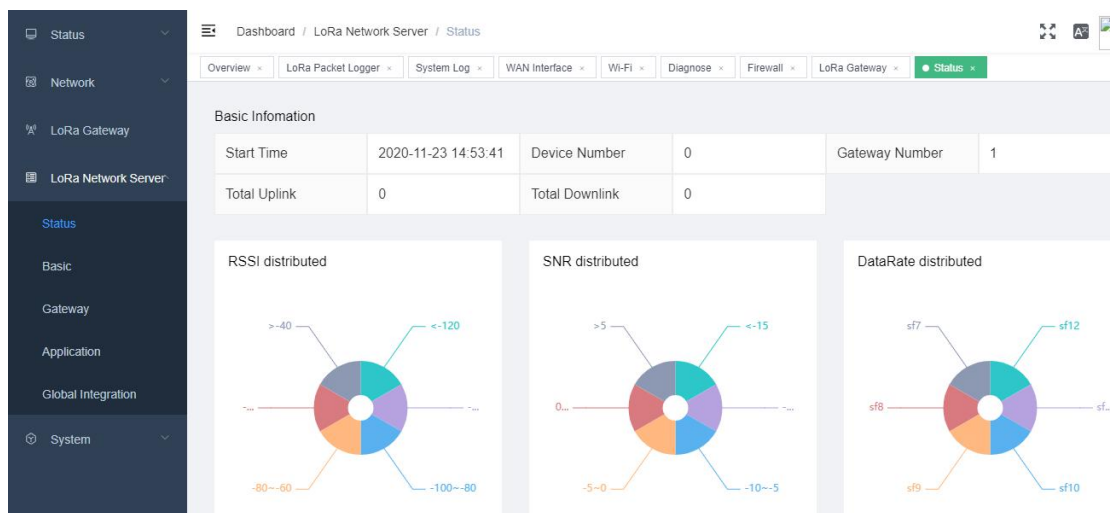 Status
Network
LoRa Gateway
LoRa Network Server
Status
Basic
Gateway
Application
Global Integration
System
Dashboard / LoRa Network Server / Status
Overview × LoRa Packet Logger × System Log × WAN Interface × Wi-Fi × Diagnose × Firewall × LoRa Gateway × Status ×
Basic Infomation
Start Time 2020-11-23 14:53:41 Device Number 0 Gateway Number 1
Total Uplink 0 Total Downlink 0
RSSI distributed
>-40 <-120
-... -...
-80~-60 -100~-80
SNR distributed
>5 <-15
0... -...
-5~0 -10~-5
DataRate distributed
sf7 sf12
sf8 sf...
sf9 sf10